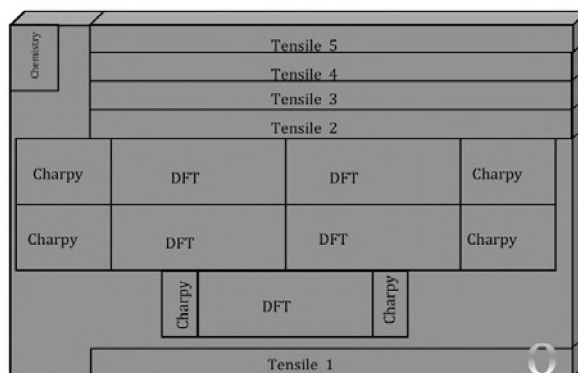 Chemistry
Tensile 5
Tensile 4
Tensile 3
Tensile 2
Charpy DFT DFT Charpy
Charpy DFT DFT Charpy
Charpy DFT Charpy
Tensile 1
O